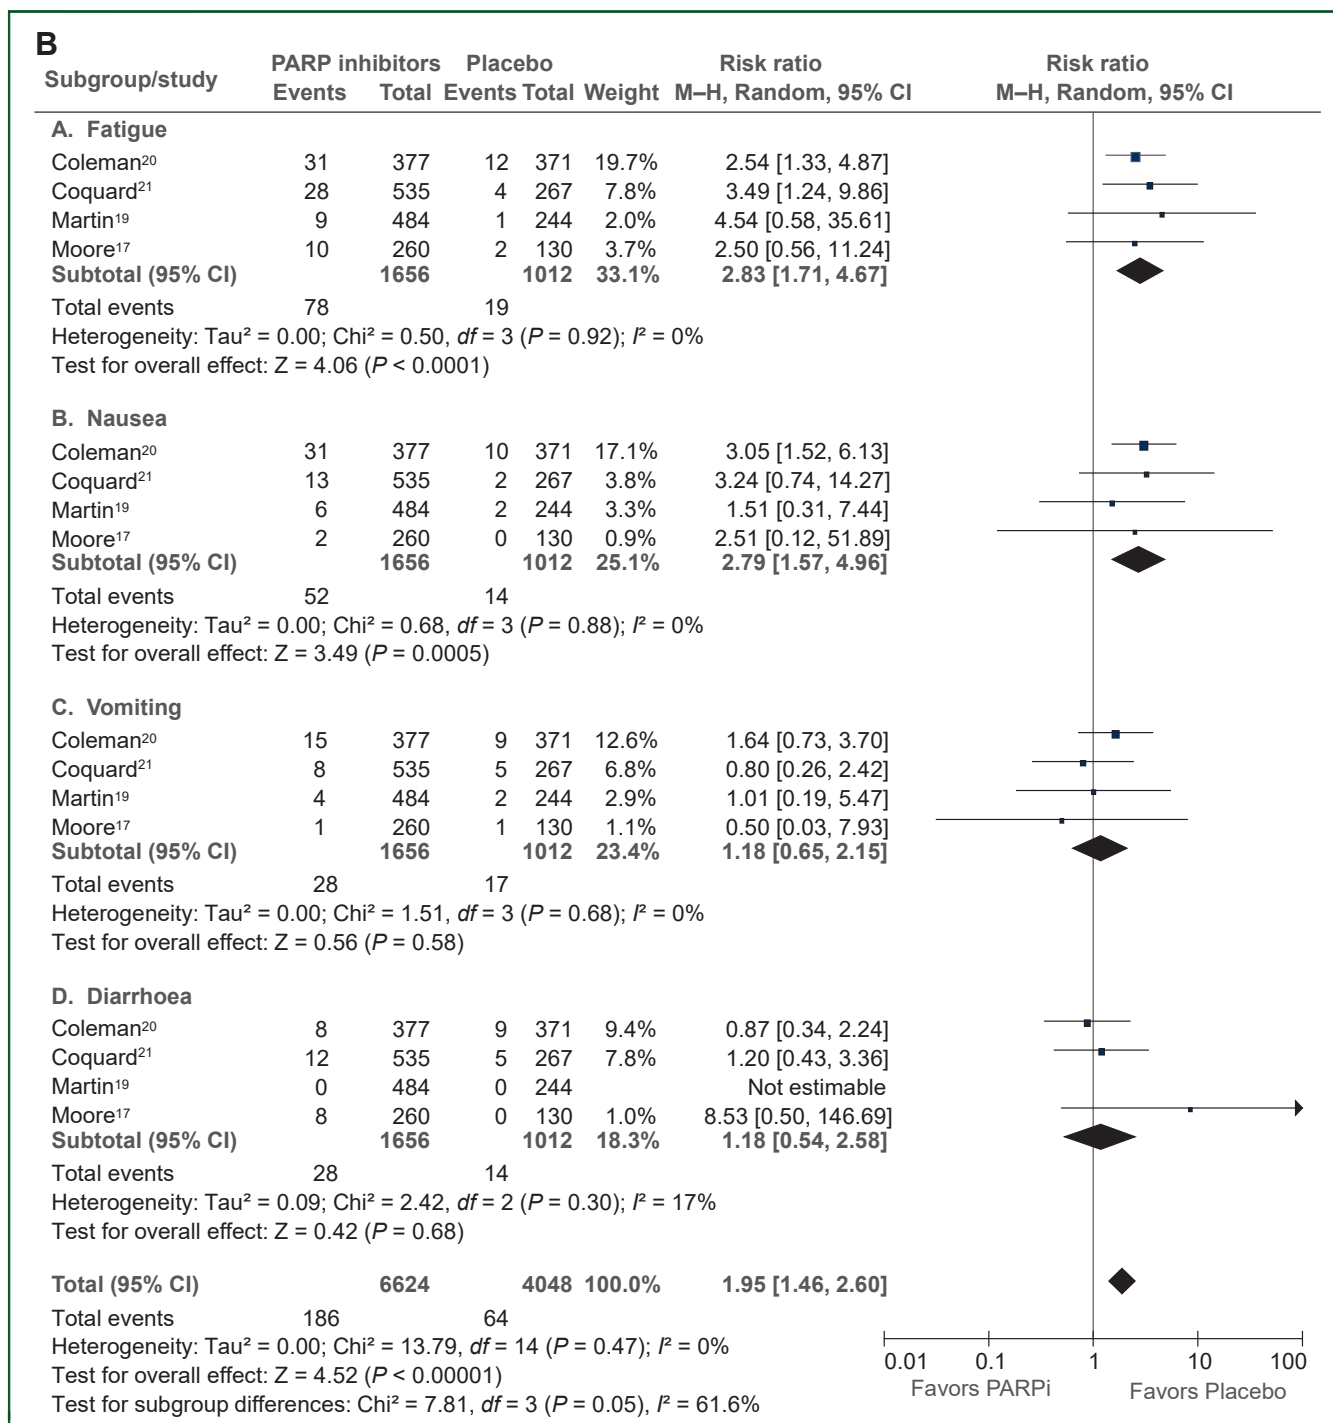 B
PARP inhibitors Placebo Risk ratio Risk ratio
Subgroup/study Events Total Events Total Weight M–H, Random, 95% CI M–H, Random, 95% CI
A. Fatigue
Coleman²⁰ 31 377 12 371 19.7% 2.54 [1.33, 4.87]
Coquard²¹ 28 535 4 267 7.8% 3.49 [1.24, 9.86]
Martin¹⁹ 9 484 1 244 2.0% 4.54 [0.58, 35.61]
Moore¹⁷ 10 260 2 130 3.7% 2.50 [0.56, 11.24]
Subtotal (95% CI) 1656 1012 33.1% 2.83 [1.71, 4.67]
Total events 78 19
Heterogeneity: Tau² = 0.00; Chi² = 0.50, df = 3 (P = 0.92); I² = 0%
Test for overall effect: Z = 4.06 (P < 0.0001)
B. Nausea
Coleman²⁰ 31 377 10 371 17.1% 3.05 [1.52, 6.13]
Coquard²¹ 13 535 2 267 3.8% 3.24 [0.74, 14.27]
Martin¹⁹ 6 484 2 244 3.3% 1.51 [0.31, 7.44]
Moore¹⁷ 2 260 0 130 0.9% 2.51 [0.12, 51.89]
Subtotal (95% CI) 1656 1012 25.1% 2.79 [1.57, 4.96]
Total events 52 14
Heterogeneity: Tau² = 0.00; Chi² = 0.68, df = 3 (P = 0.88); I² = 0%
Test for overall effect: Z = 3.49 (P = 0.0005)
C. Vomiting
Coleman²⁰ 15 377 9 371 12.6% 1.64 [0.73, 3.70]
Coquard²¹ 8 535 5 267 6.8% 0.80 [0.26, 2.42]
Martin¹⁹ 4 484 2 244 2.9% 1.01 [0.19, 5.47]
Moore¹⁷ 1 260 1 130 1.1% 0.50 [0.03, 7.93]
Subtotal (95% CI) 1656 1012 23.4% 1.18 [0.65, 2.15]
Total events 28 17
Heterogeneity: Tau² = 0.00; Chi² = 1.51, df = 3 (P = 0.68); I² = 0%
Test for overall effect: Z = 0.56 (P = 0.58)
D. Diarrhoea
Coleman²⁰ 8 377 9 371 9.4% 0.87 [0.34, 2.24]
Coquard²¹ 12 535 5 267 7.8% 1.20 [0.43, 3.36]
Martin¹⁹ 0 484 0 244 Not estimable
Moore¹⁷ 8 260 0 130 1.0% 8.53 [0.50, 146.69]
Subtotal (95% CI) 1656 1012 18.3% 1.18 [0.54, 2.58]
Total events 28 14
Heterogeneity: Tau² = 0.09; Chi² = 2.42, df = 2 (P = 0.30); I² = 17%
Test for overall effect: Z = 0.42 (P = 0.68)
Total (95% CI) 6624 4048 100.0% 1.95 [1.46, 2.60]
Total events 186 64
Heterogeneity: Tau² = 0.00; Chi² = 13.79, df = 14 (P = 0.47); I² = 0%
Test for overall effect: Z = 4.52 (P < 0.00001)
Test for subgroup differences: Chi² = 7.81, df = 3 (P = 0.05), I² = 61.6%
0.01 0.1 1 10 100
Favors PARPi Favors Placebo